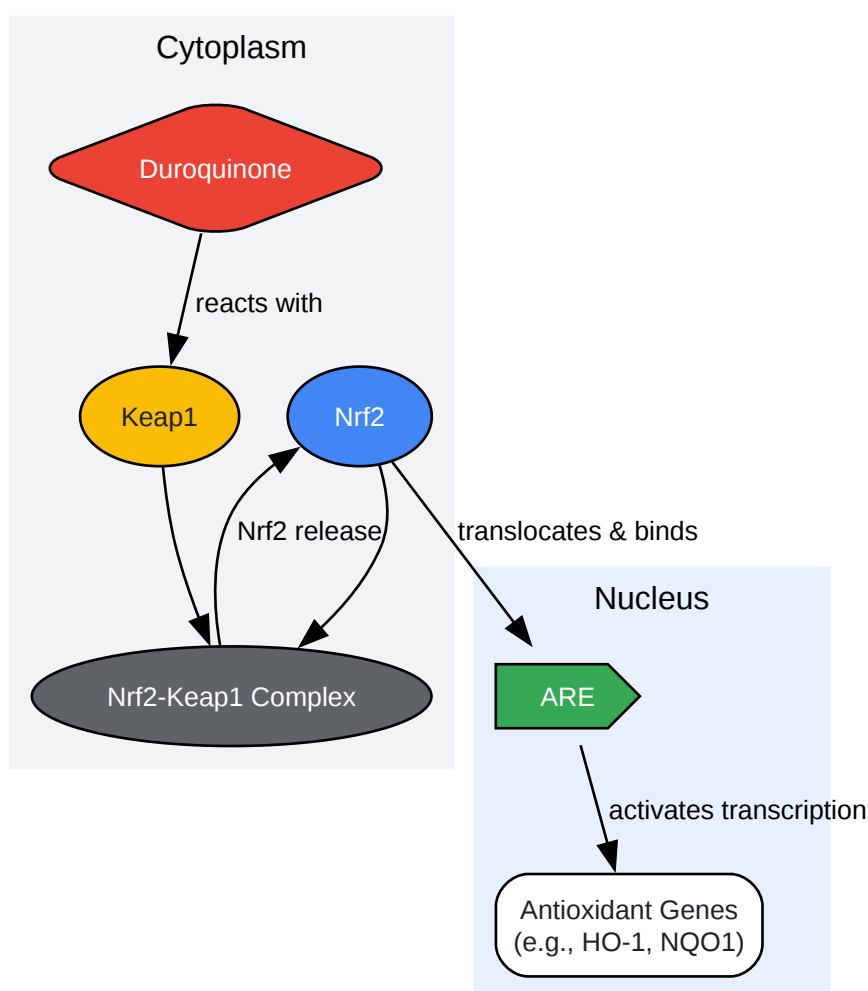 Cytoplasm
Duroquinone
reacts with
Keap1
Nrf2
Nrf2 release
translocates & binds
Nucleus
Nrf2-Keap1 Complex
ARE
activates transcription
Antioxidant Genes
(e.g., HO-1, NQO1)